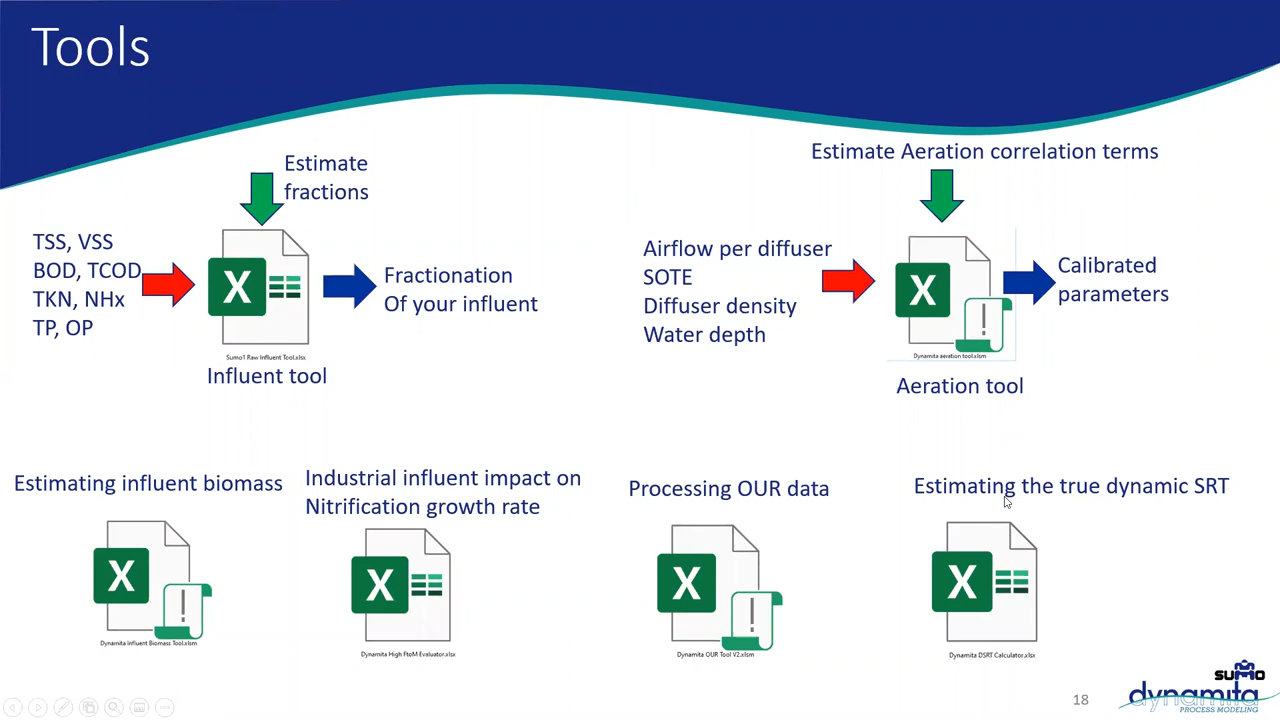 Tools
Estimate
fractions
TSS, VSS
BOD, TCOD
TKN, NHx
TP, OP
X
Sumo1 Raw Influent Tool.xlsx
Influent tool
Fractionation
Of your influent
Estimate Aeration correlation terms
Airflow per diffuser
SOTE
Diffuser density
Water depth
X
Dynamita aeration tool.xlsm
Aeration tool
Calibrated
parameters
Estimating influent biomass
X
Dynamita Influent Biomass Tool.xlsm
Industrial influent impact on
Nitrification growth rate
X
Dynamita High FtoM Evaluator.xlsx
Processing OUR data
X
Dynamita OUR Tool V2.xlsm
Estimating the true dynamic SRT
X
Dynamita DSRT Calculator.xlsx
18
sumo
dynamita
PROCESS MODELING